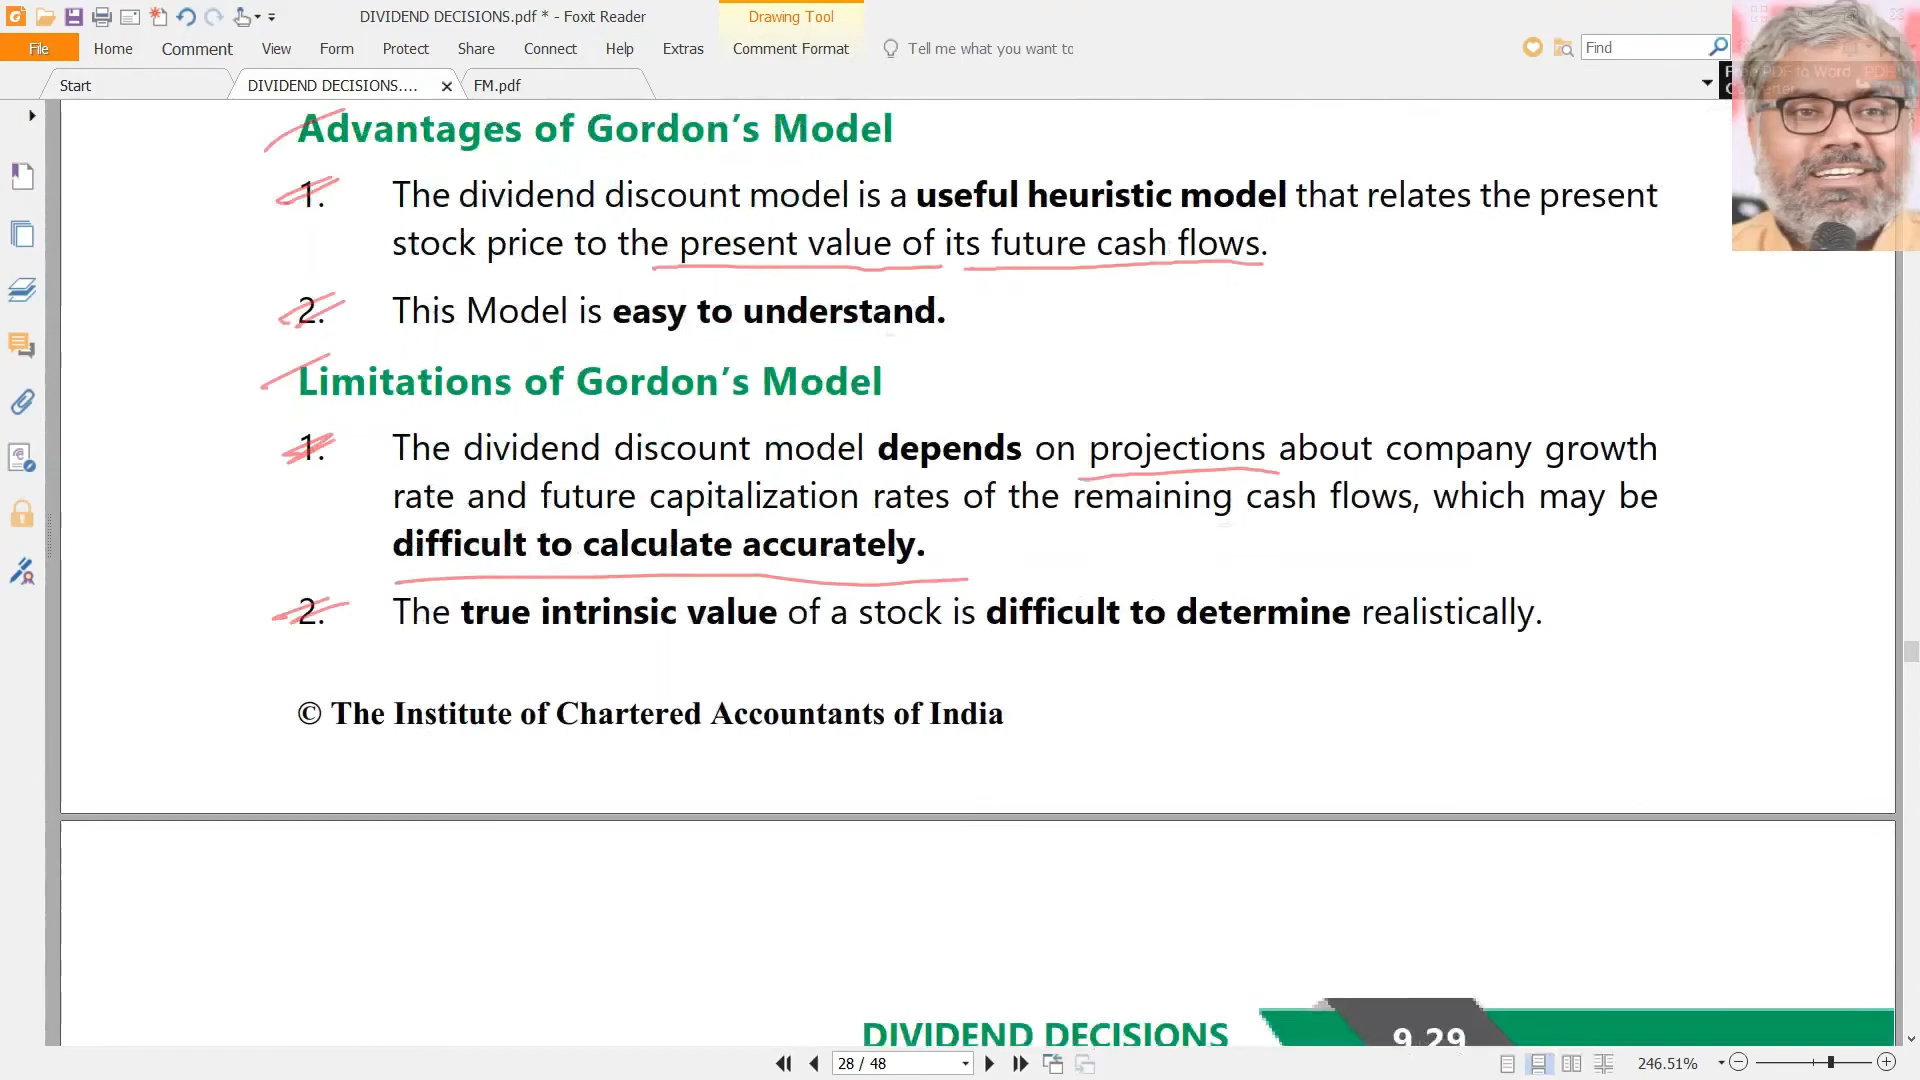 DIVIDEND DECISIONS.pdf * - Foxit Reader
Drawing Tool
File Home Comment View Form Protect Share Connect Help Extras Comment Format Tell me what you want to Find
Start DIVIDEND DECISIONS.... FM.pdf
Advantages of Gordon's Model
1. The dividend discount model is a useful heuristic model that relates the present
stock price to the present value of its future cash flows.
2. This Model is easy to understand.
Limitations of Gordon's Model
1. The dividend discount model depends on projections about company growth
rate and future capitalization rates of the remaining cash flows, which may be
difficult to calculate accurately.
2. The true intrinsic value of a stock is difficult to determine realistically.
© The Institute of Chartered Accountants of India
DIVIDEND DECISIONS 9.29
28 / 48 246.51%